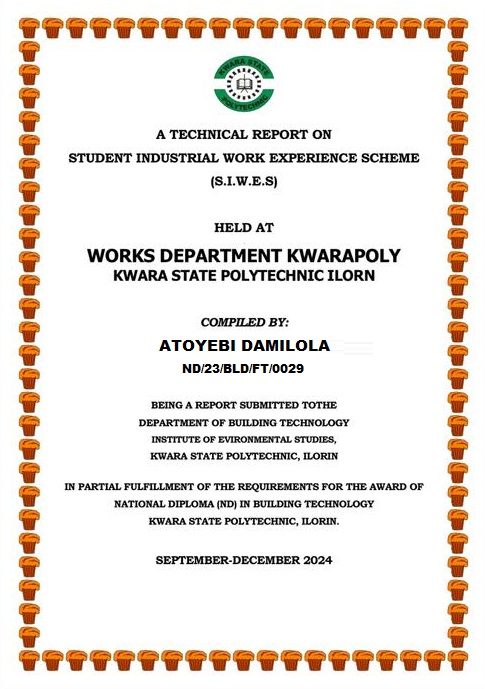 KWARA STATE
POLYTECHNIC
A TECHNICAL REPORT ON
STUDENT INDUSTRIAL WORK EXPERIENCE SCHEME
(S.I.W.E.S)
HELD AT
WORKS DEPARTMENT KWARAPOLY
KWARA STATE POLYTECHNIC ILORN
COMPILED BY:
ATOYEBI DAMILOLA
ND/23/BLD/FT/0029
BEING A REPORT SUBMITTED TOTHE
DEPARTMENT OF BUILDING TECHNOLOGY
INSTITUTE OF EVIRONMENTAL STUDIES,
KWARA STATE POLYTECHNIC, ILORIN
IN PARTIAL FULFILLMENT OF THE REQUIREMENTS FOR THE AWARD OF
NATIONAL DIPLOMA (ND) IN BUILDING TECHNOLOGY
KWARA STATE POLYTECHNIC, ILORIN.
SEPTEMBER-DECEMBER 2024